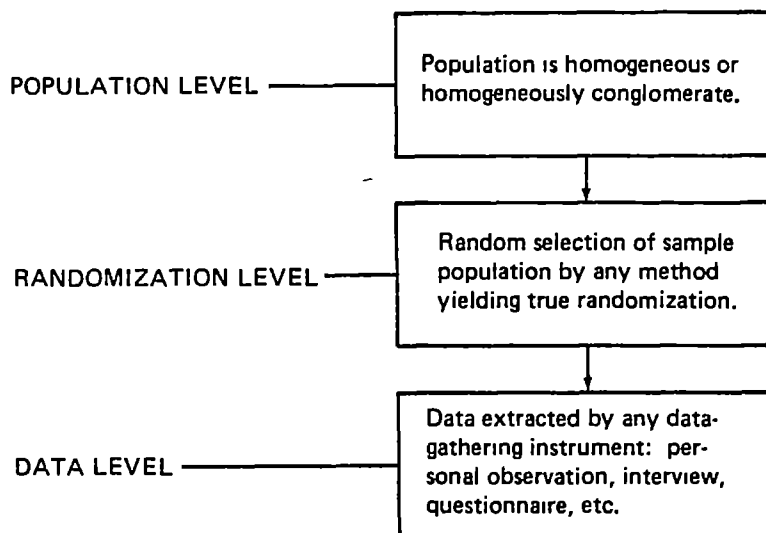 POPULATION LEVEL
Population is homogeneous or
homogeneously conglomerate.
RANDOMIZATION LEVEL
Random selection of sample
population by any method
yielding true randomization.
DATA LEVEL
Data extracted by any data-
gathering instrument: per-
sonal observation, interview,
questionnaire, etc.